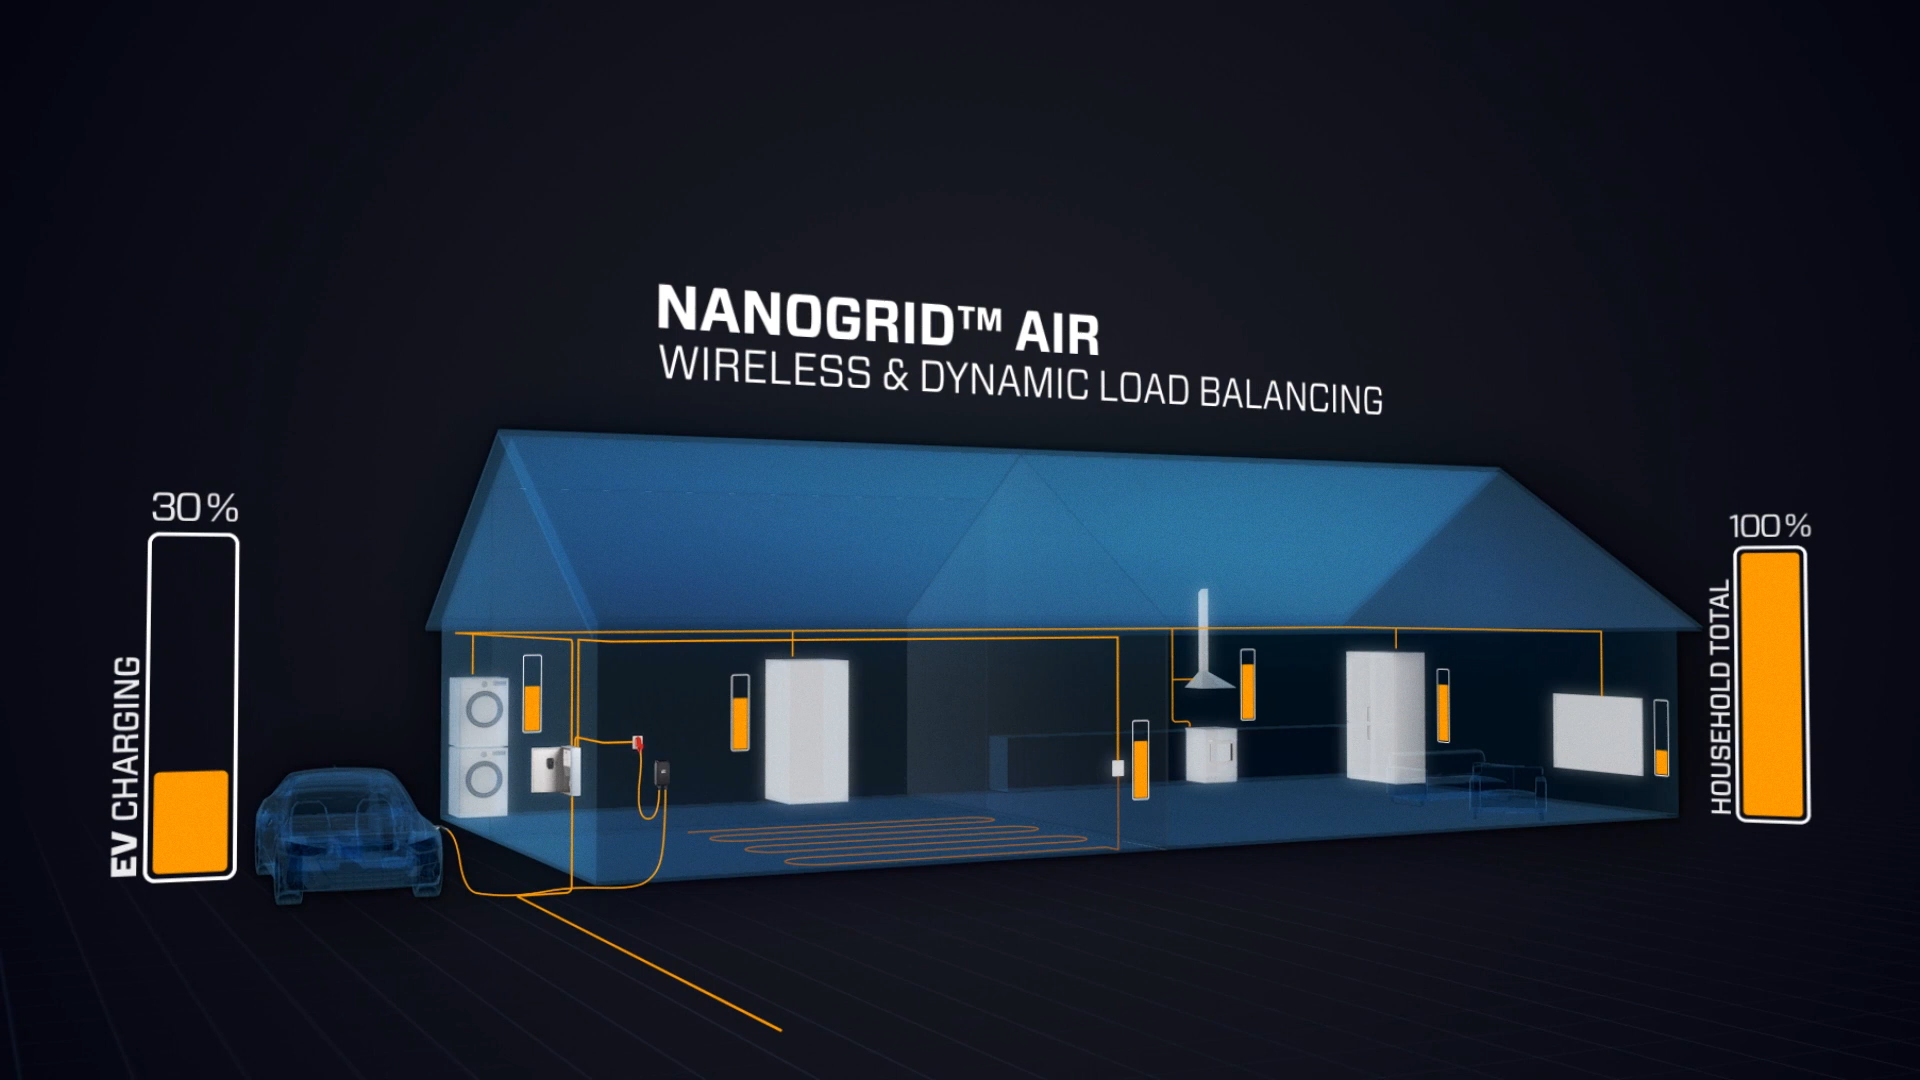 NANOGRID™ AIR
WIRELESS & DYNAMIC LOAD BALANCING
30%
EV CHARGING
100%
HOUSEHOLD TOTAL